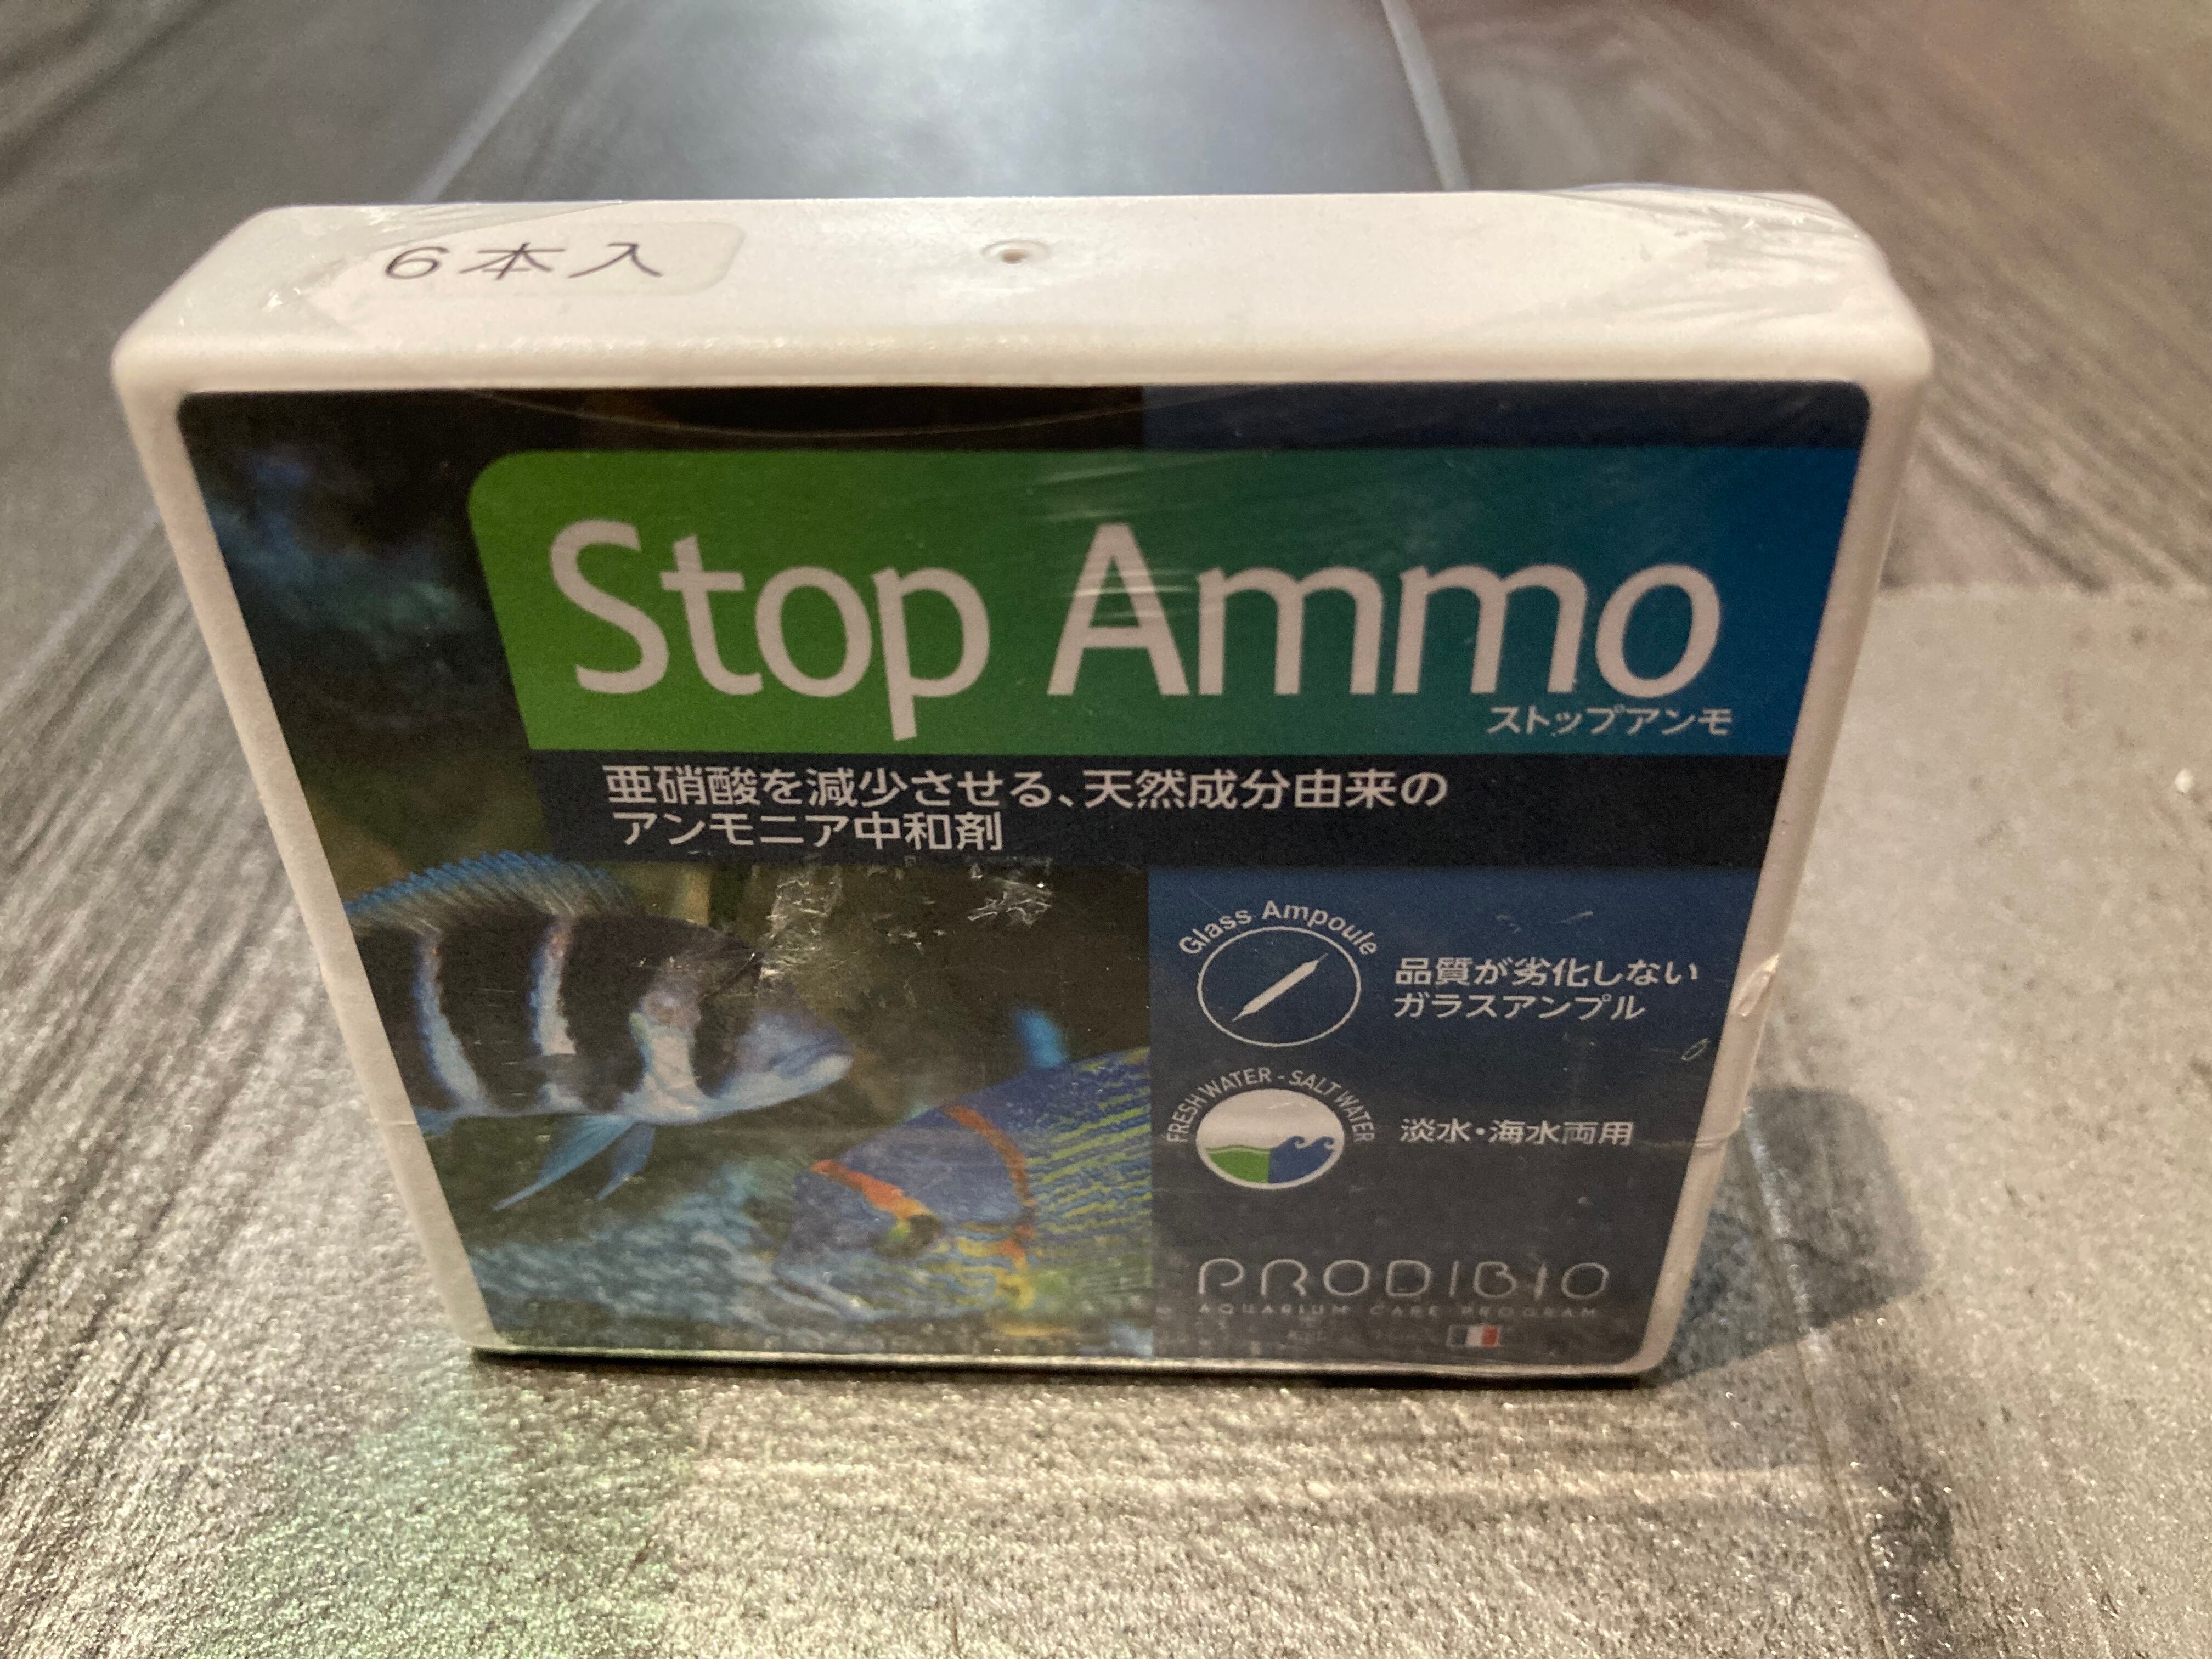 6本入
Stop Ammo
ストップアンモ
亜硝酸を減少させる、天然成分由来の
アンモニア中和剤
Glass Ampoule
品質が劣化しない
ガラスアンプル
FRESH WATER - SALT WATER
淡水・海水両用
PRODIBIO
AQUARIUM CARE PROGRAM